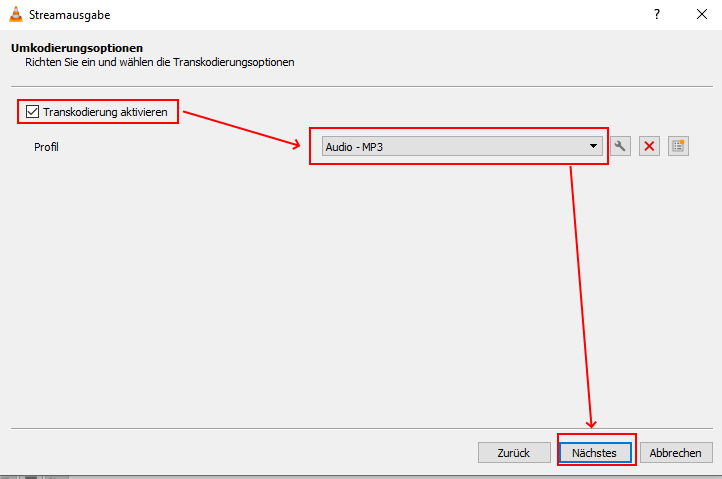 Streamausgabe
?
Umkodierungsoptionen
Richten Sie ein und wählen die Transkodierungsoptionen
Transkodierung aktivieren
Profil
Audio - MP3
Zurück
Nächstes
Abbrechen